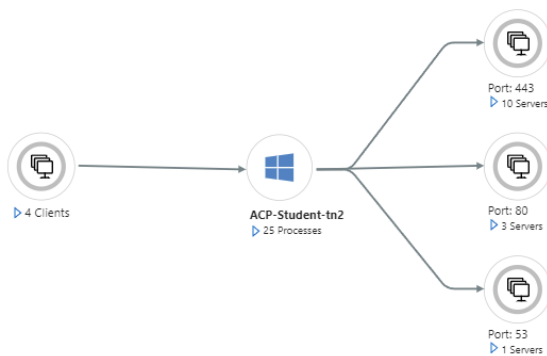 Port: 443
10 Servers
4 Clients
ACP-Student-tn2
25 Processes
Port: 80
3 Servers
Port: 53
1 Servers